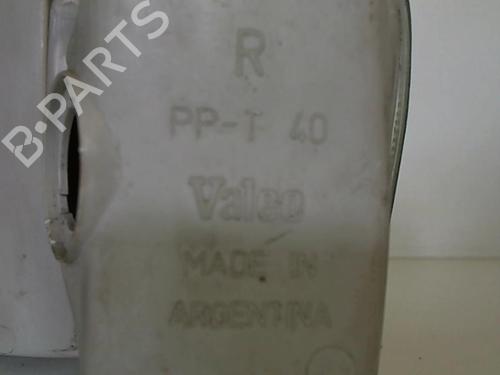 B-PARTS
R
PP-T 40
Valeo
MADE IN
ARGENTINA